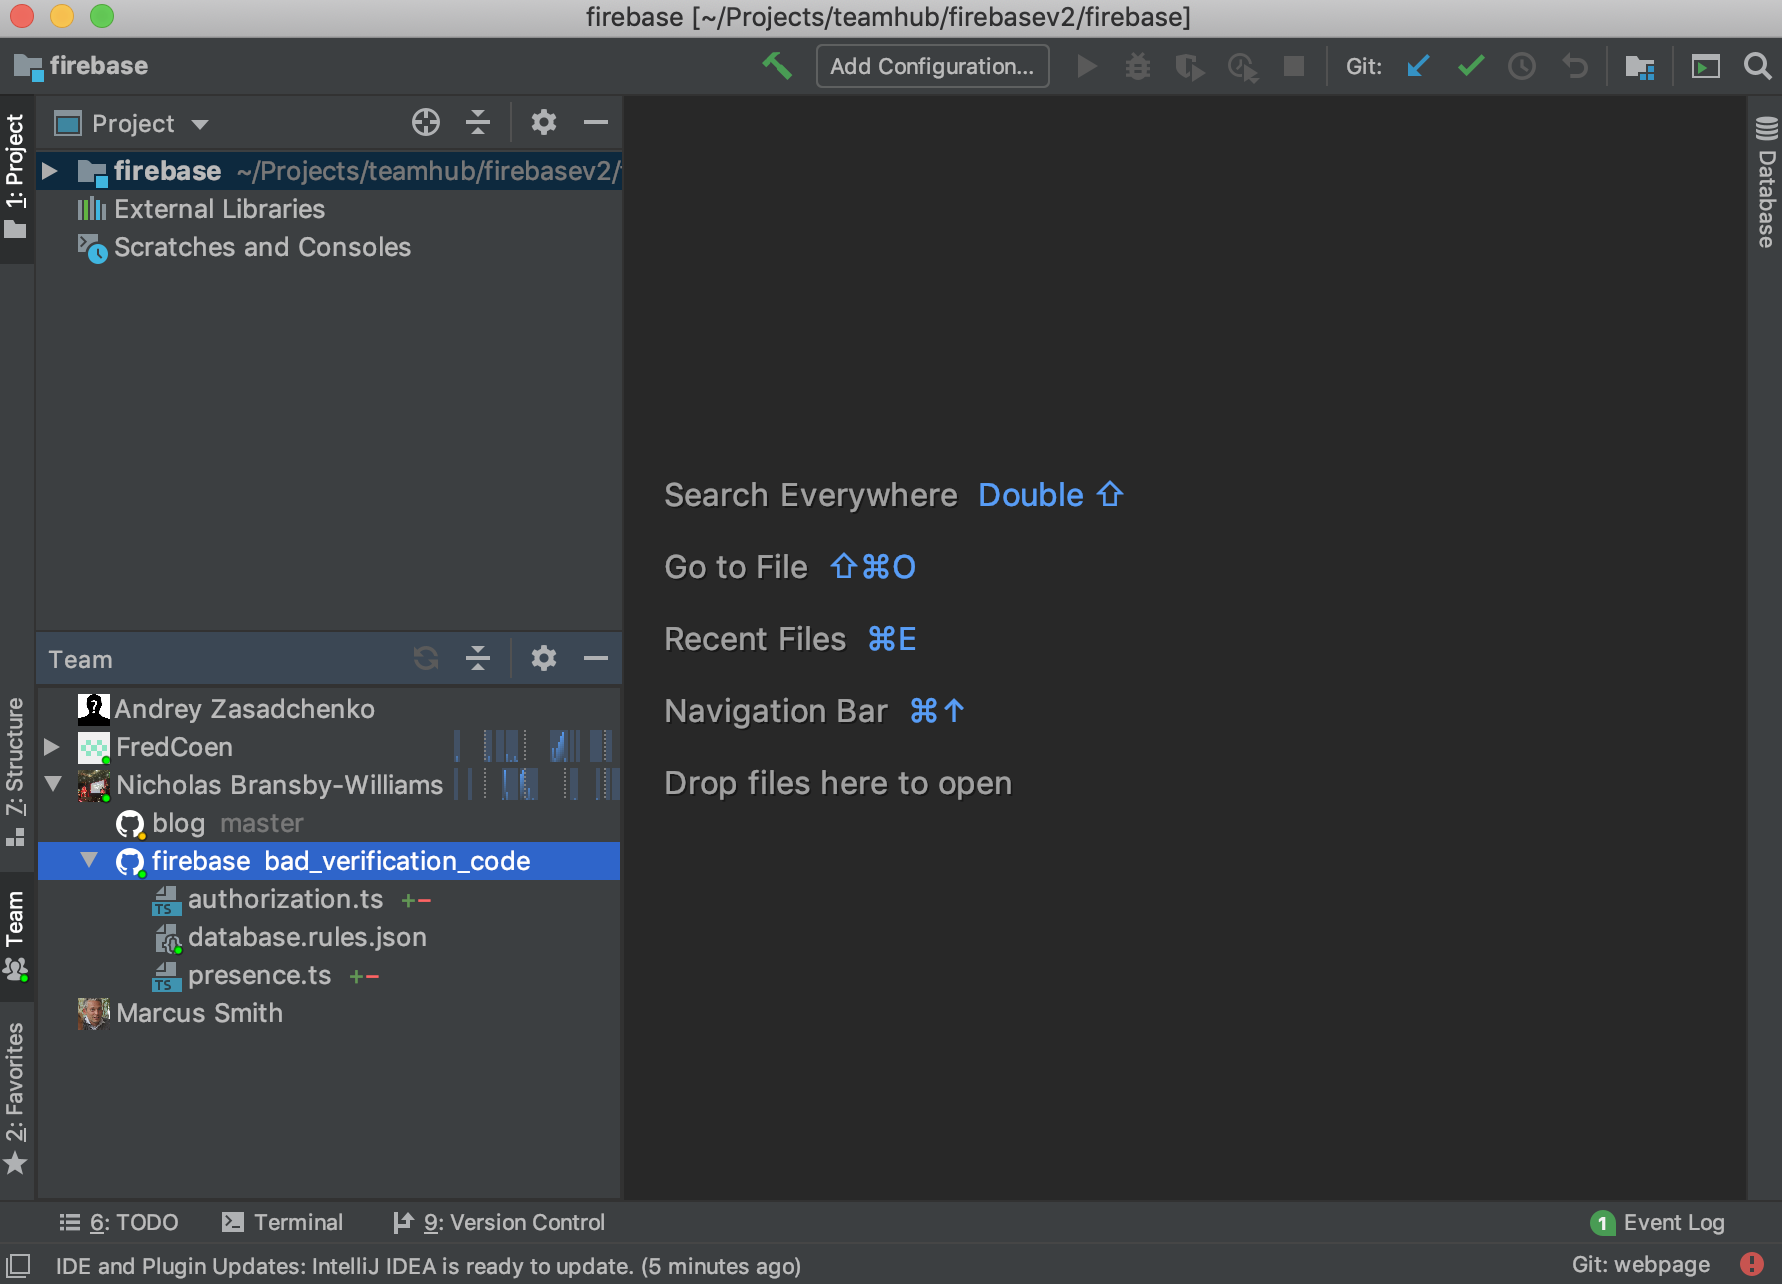 firebase [~/Projects/teamhub/firebasev2/firebase]
firebase
Add Configuration...
Git:
1: Project
Project
firebase ~/Projects/teamhub/firebasev2/
External Libraries
Scratches and Consoles
Database
Search Everywhere Double ⇧
Go to File ⇧⌘O
Recent Files ⌘E
Navigation Bar ⌘↑
Drop files here to open
Team
Andrey Zasadchenko
FredCoen
Nicholas Bransby-Williams
blog master
firebase bad_verification_code
authorization.ts +−
database.rules.json
presence.ts +−
Marcus Smith
7: Structure
Team
2: Favorites
6: TODO
Terminal
9: Version Control
1 Event Log
IDE and Plugin Updates: IntelliJ IDEA is ready to update. (5 minutes ago)
Git: webpage